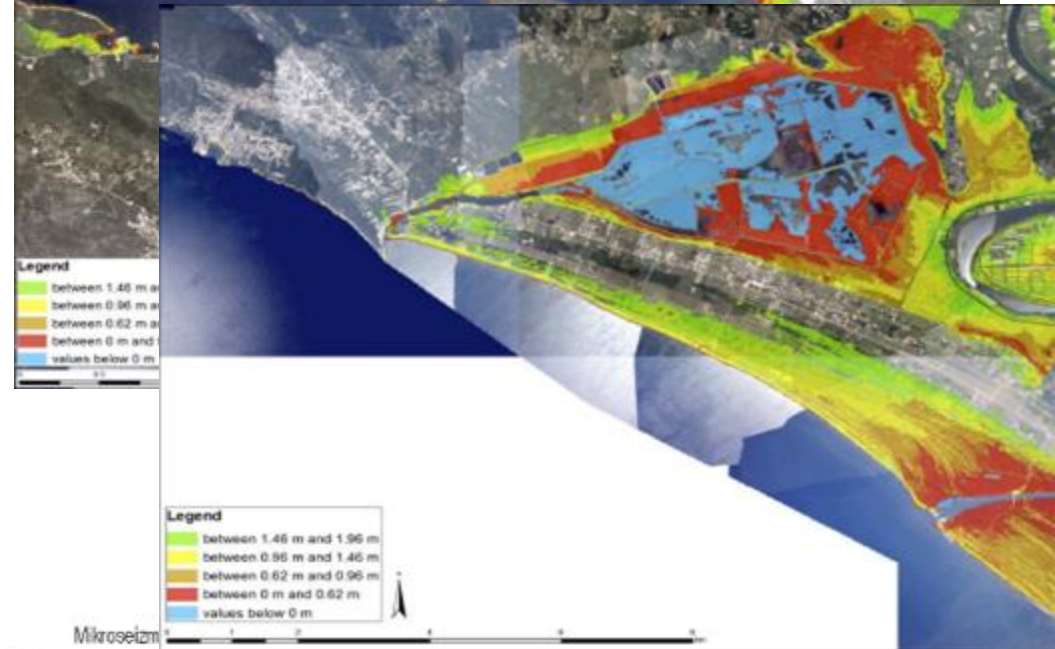 Legend
between 1.46 m
between 0.96 m
between 0.62 m
between 0 m and
values below 0 m
Legend
between 1.46 m and 1.96 m
between 0.96 m and 1.46 m
between 0.62 m and 0.96 m
between 0 m and 0.62 m
values below 0 m
Mikroseizm